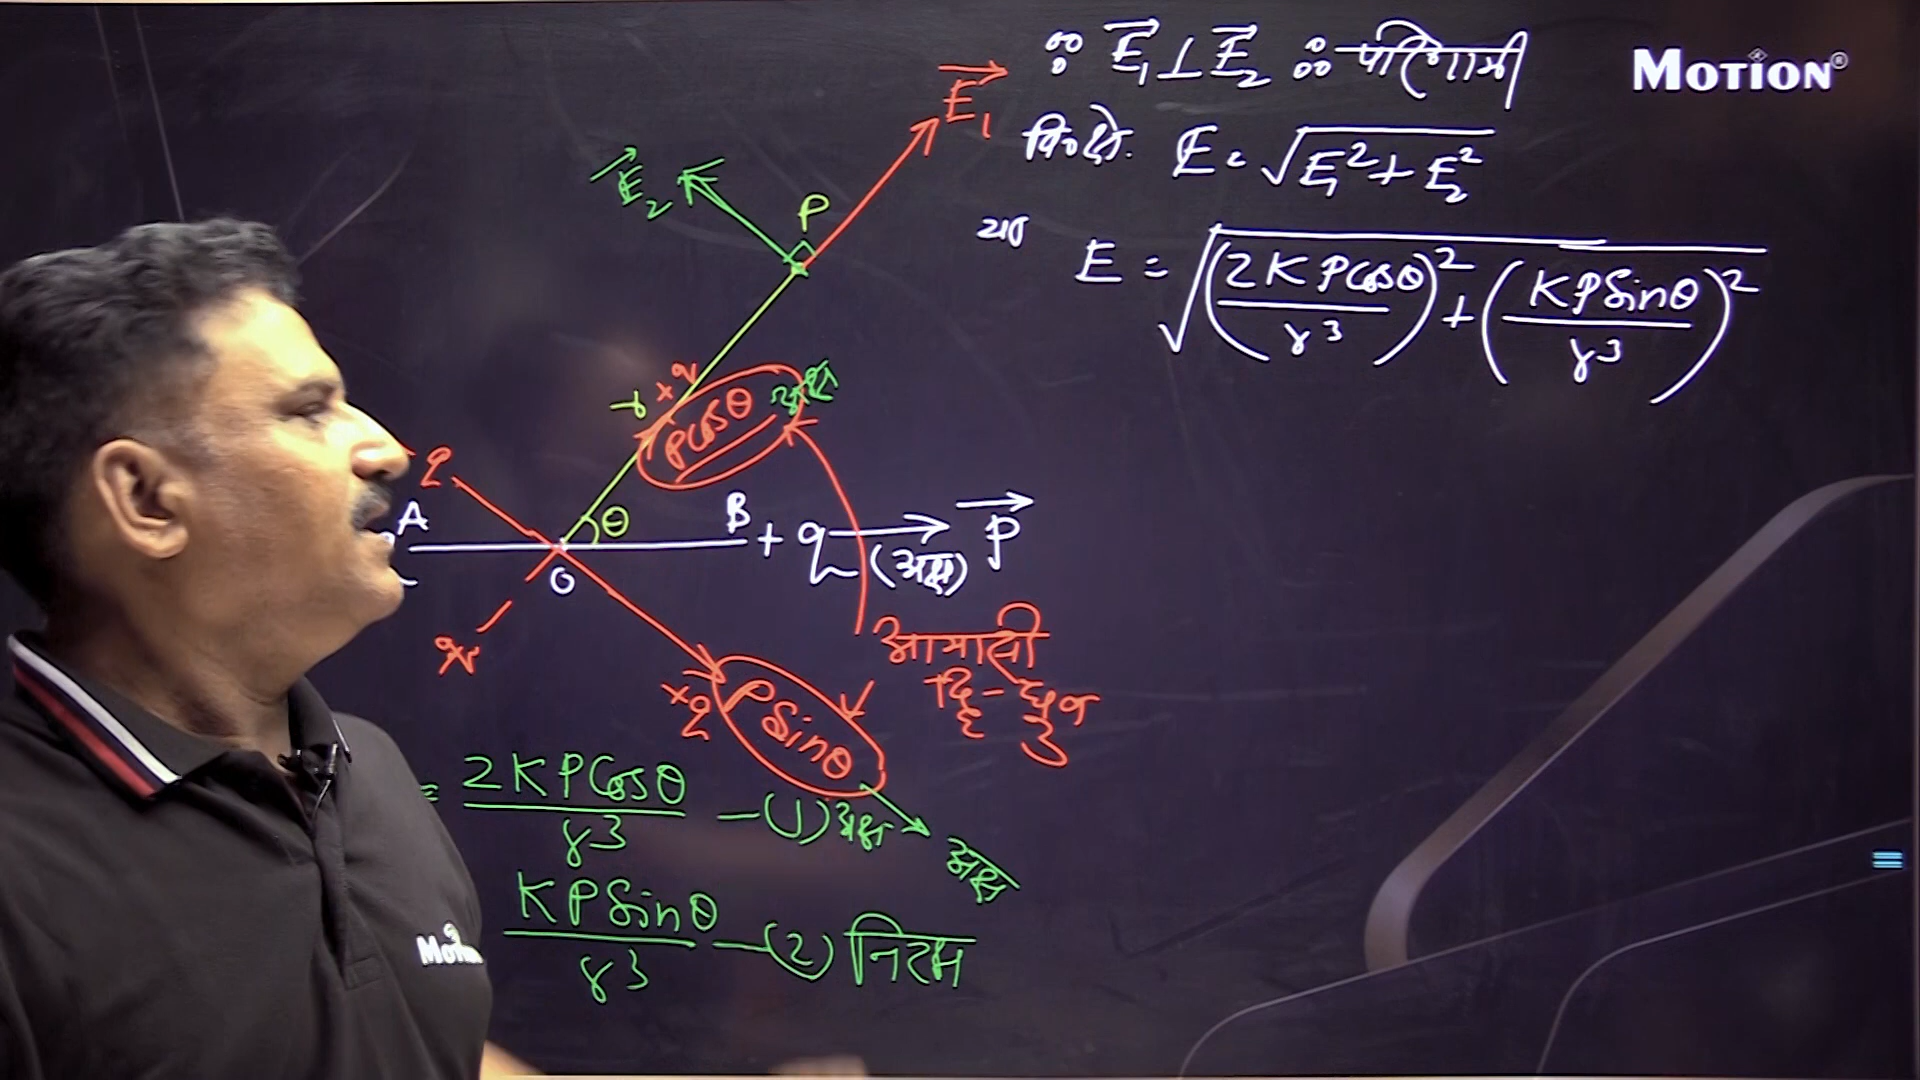 ∵ E₁ ⊥ E₂ ∴ परिणामी
वि० क्षे. E = √(E₁² + E₂²)
या E = √((2KPCosθ/r³)² + (KPSinθ/r³)²)
MOTION®
E₁
E₂
P
-q +q
PCosθ अक्ष
A
θ
B +q (अक्ष) P
O
आभासी
द्वि-ध्रुव
+q
PSinθ
अक्ष
= 2KPCosθ/r³ —(1) अक्ष
KPSinθ/r³ —(2) निरक्ष